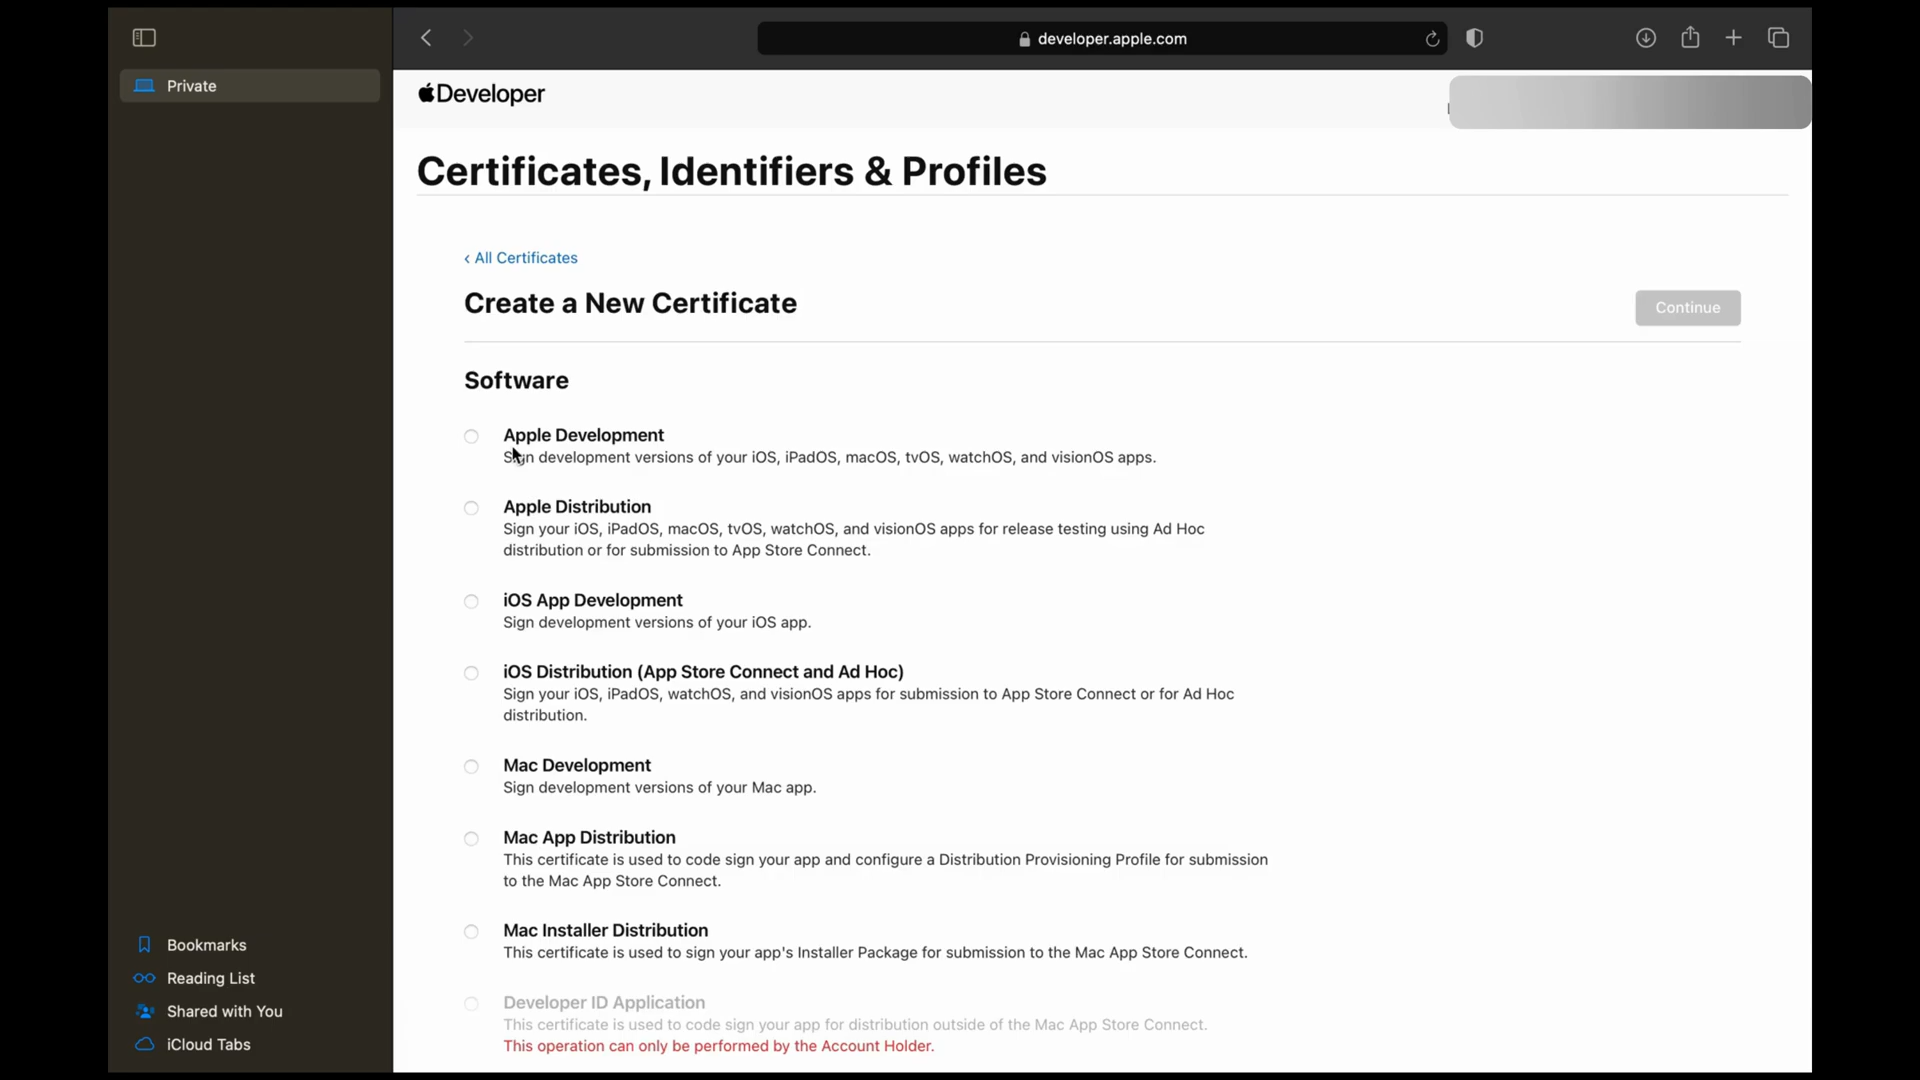 Private
developer.apple.com
Developer
Certificates, Identifiers & Profiles
‹ All Certificates
Create a New Certificate
Continue
Software
Apple Development
Sign development versions of your iOS, iPadOS, macOS, tvOS, watchOS, and visionOS apps.
Apple Distribution
Sign your iOS, iPadOS, macOS, tvOS, watchOS, and visionOS apps for release testing using Ad Hoc
distribution or for submission to App Store Connect.
iOS App Development
Sign development versions of your iOS app.
iOS Distribution (App Store Connect and Ad Hoc)
Sign your iOS, iPadOS, watchOS, and visionOS apps for submission to App Store Connect or for Ad Hoc
distribution.
Mac Development
Sign development versions of your Mac app.
Mac App Distribution
This certificate is used to code sign your app and configure a Distribution Provisioning Profile for submission
to the Mac App Store Connect.
Mac Installer Distribution
This certificate is used to sign your app's Installer Package for submission to the Mac App Store Connect.
Developer ID Application
This certificate is used to code sign your app for distribution outside of the Mac App Store Connect.
This operation can only be performed by the Account Holder.
Bookmarks
Reading List
Shared with You
iCloud Tabs